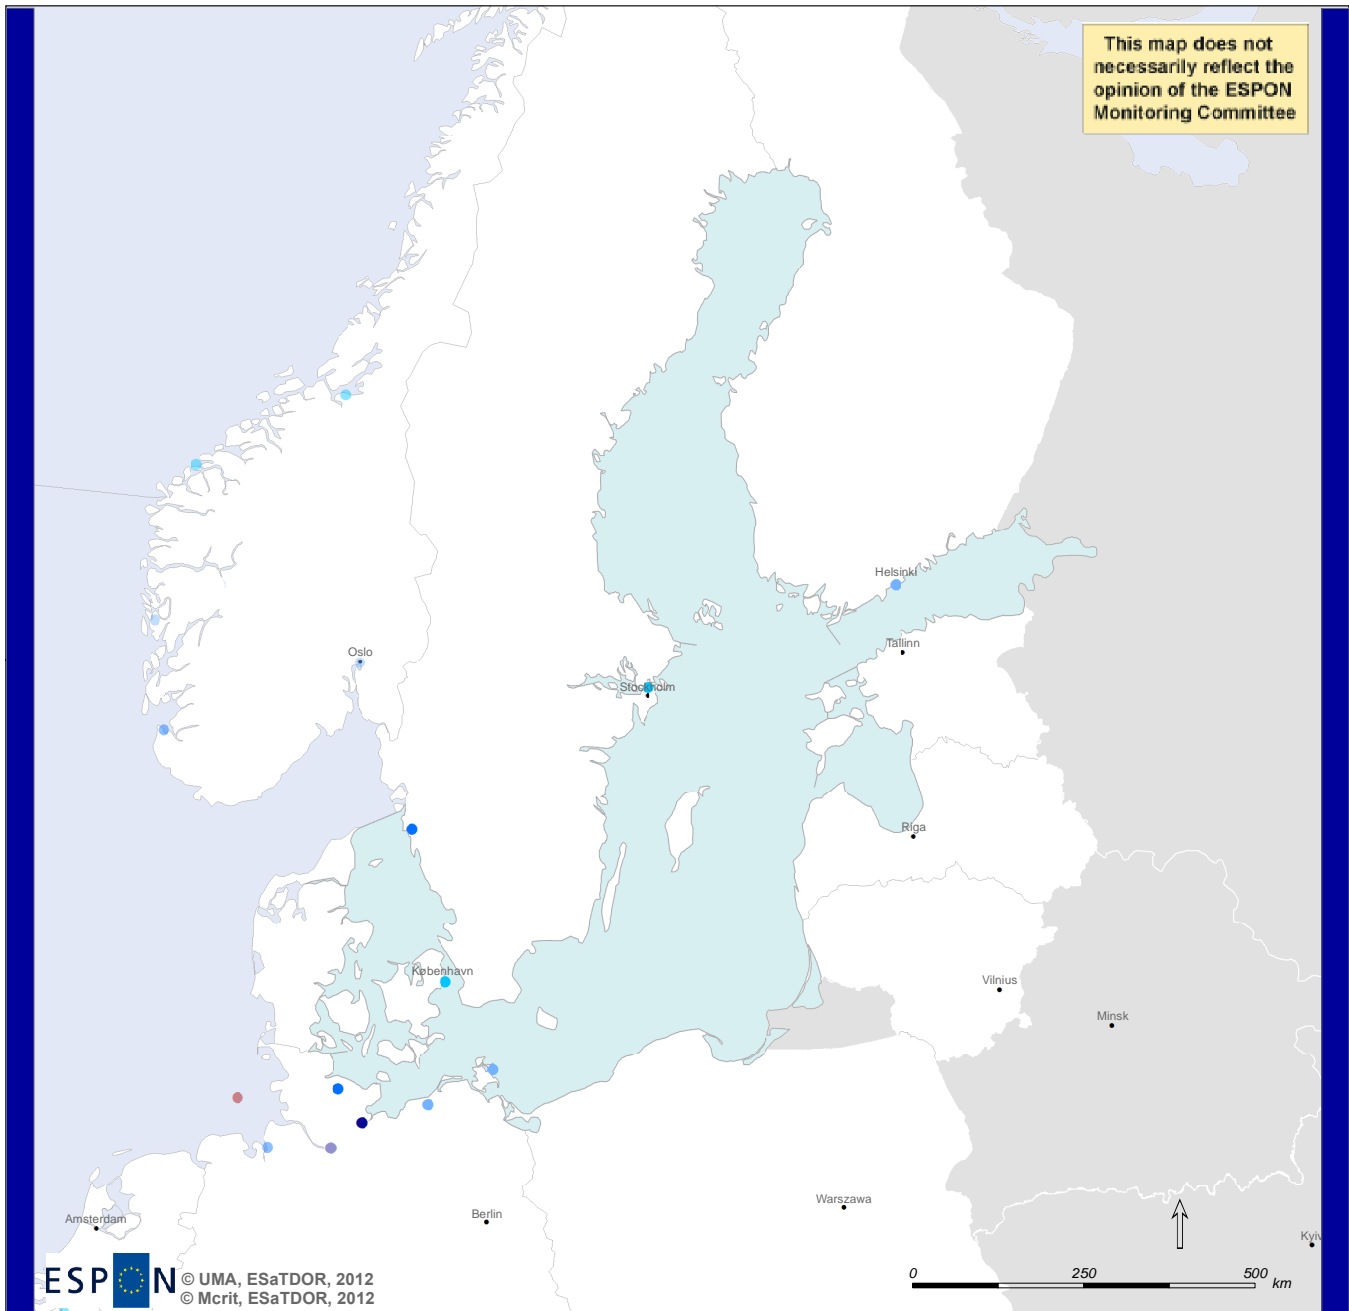 This map does not
necessarily reflect the
opinion of the ESPON
Monitoring Committee
Helsinki
Tallinn
Oslo
Stockholm
Riga
København
Vilnius
Minsk
Warszawa
Amsterdam
Berlin
Kyiv
ESPON
© UMA, ESaTDOR, 2012
© Mcrit, ESaTDOR, 2012
0 250 500 km